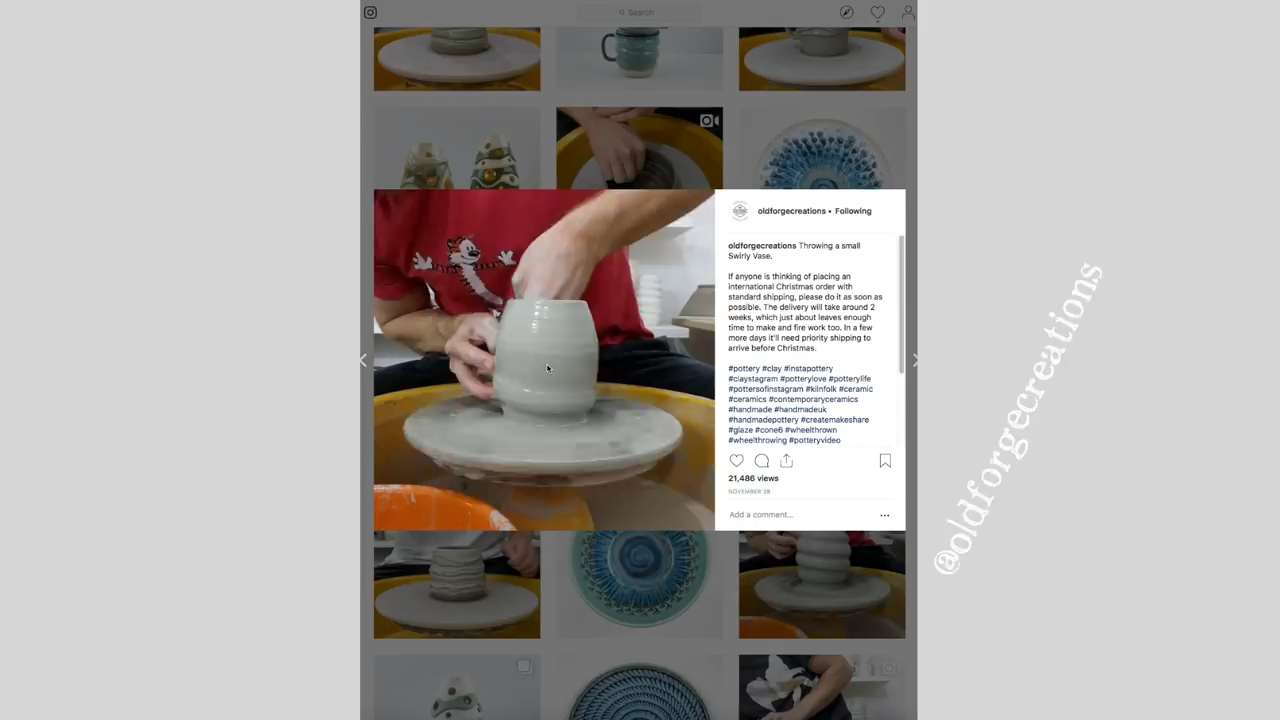 Search
oldforgecreations • Following
oldforgecreations Throwing a small
Swirly Vase.
If anyone is thinking of placing an
international Christmas order with
standard shipping, please do it as soon as
possible. The delivery will take around 2
weeks, which just about leaves enough
time to make and fire work too. In a few
more days it'll need priority shipping to
arrive before Christmas.
#pottery #clay #instapottery
#claystagram #potterylove #potterylife
#pottersofinstagram #kilnfolk #ceramic
#ceramics #contemporaryceramics
#handmade #handmadeuk
#handmadepottery #createmakeshare
#glaze #cone6 #wheelthrown
#wheelthrowing #potteryvideo
21,486 views
NOVEMBER 28
Add a comment...
@oldforgecreations